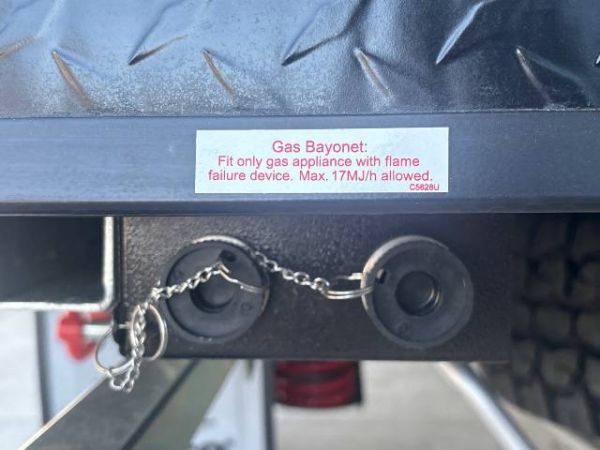 Gas Bayonet:
Fit only gas appliance with flame
failure device. Max. 17MJ/h allowed.
C5628U